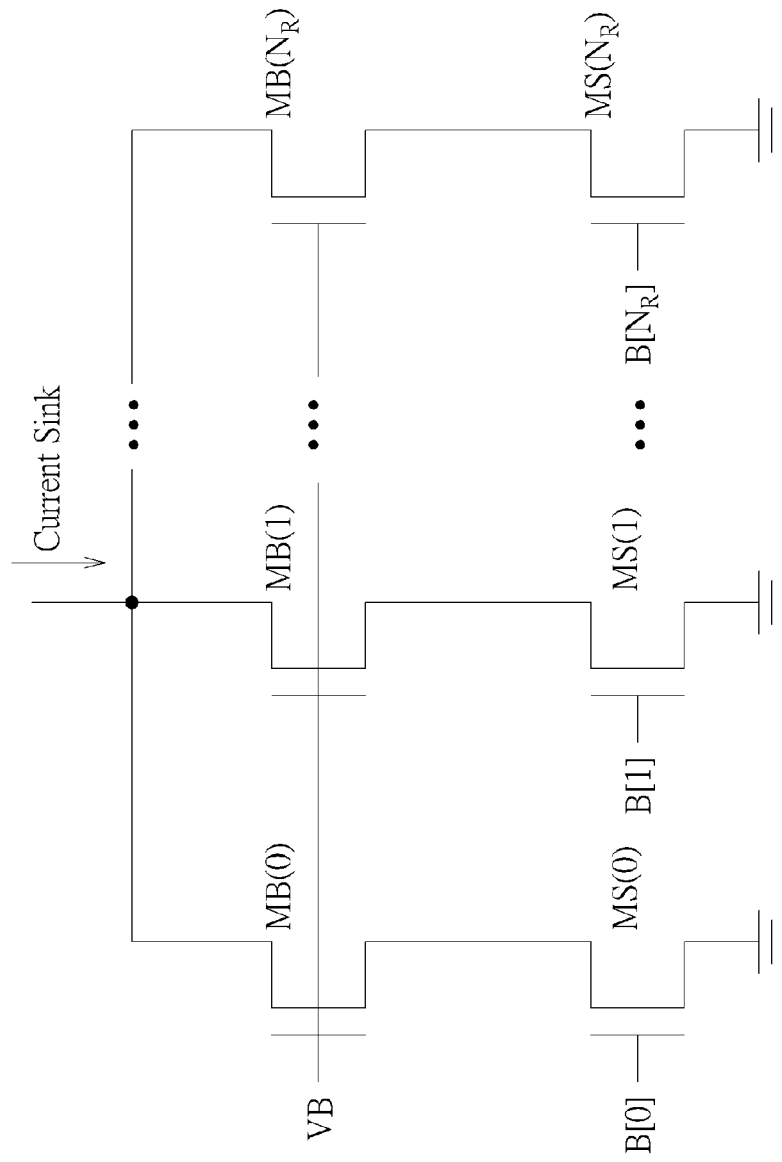 Current Sink
MB(0)
MB(1)
MB(N_R)
VB
MS(0)
MS(1)
MS(N_R)
B[0]
B[1]
B[N_R]